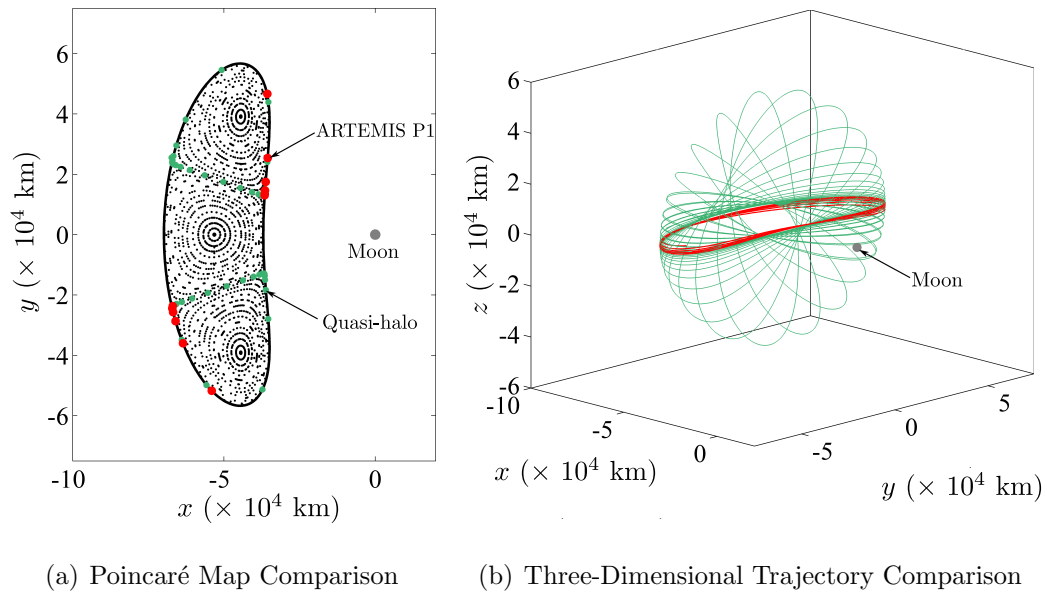 6
4
2
0
-2
-4
-6
y (× 10⁴ km)
-10
-5
0
x (× 10⁴ km)
ARTEMIS P1
Moon
Quasi-halo
6
4
2
0
-2
-4
-6
z (× 10⁴ km)
-10
-5
0
x (× 10⁴ km)
-5
0
5
y (× 10⁴ km)
Moon
(a) Poincaré Map Comparison
(b) Three-Dimensional Trajectory Comparison